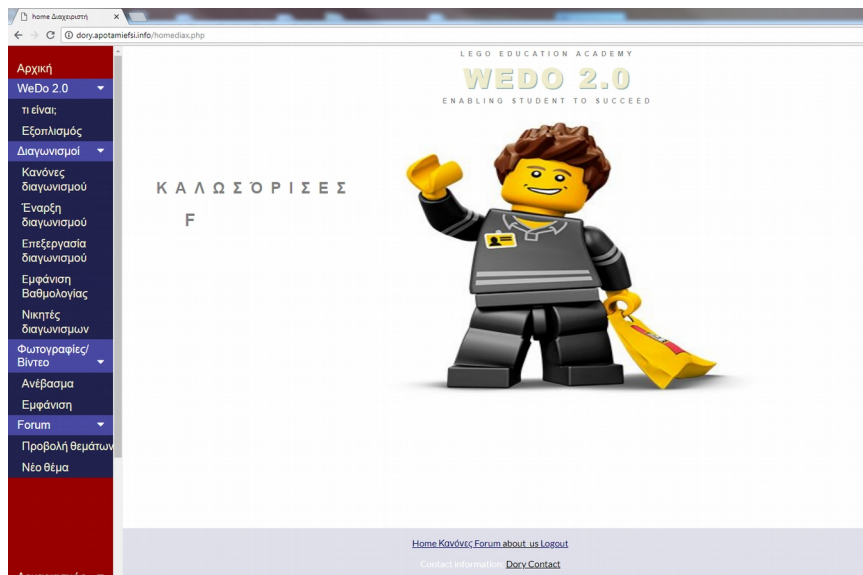 home Διαχειριστή
dory.apotamiefsi.info/homediax.php
Αρχική
WeDo 2.0
τι είναι;
Εξοπλισμός
Διαγωνισμοί
Κανόνες
διαγωνισμού
Έναρξη
διαγωνισμού
Επεξεργασία
διαγωνισμού
Εμφάνιση
Βαθμολογίας
Νικητές
διαγωνισμων
Φωτογραφίες/
Βίντεο
Ανέβασμα
Εμφάνιση
Forum
Προβολή θεμάτων
Νέο θέμα
LEGO EDUCATION ACADEMY
WEDO 2.0
ENABLING STUDENT TO SUCCEED
ΚΑΛΩΣΌΡΙΣΕΣ
F
Home Κανόνες Forum about us Logout
Contact information: Dory Contact